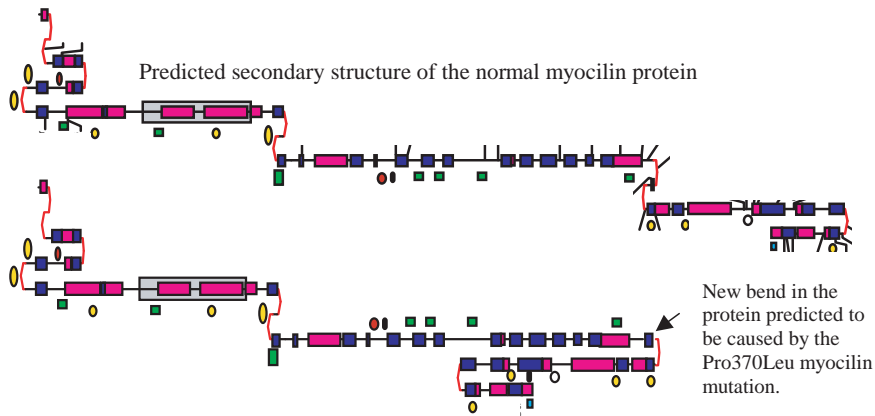 Predicted secondary structure of the normal myocilin protein
New bend in the
protein predicted to
be caused by the
Pro370Leu myocilin
mutation.